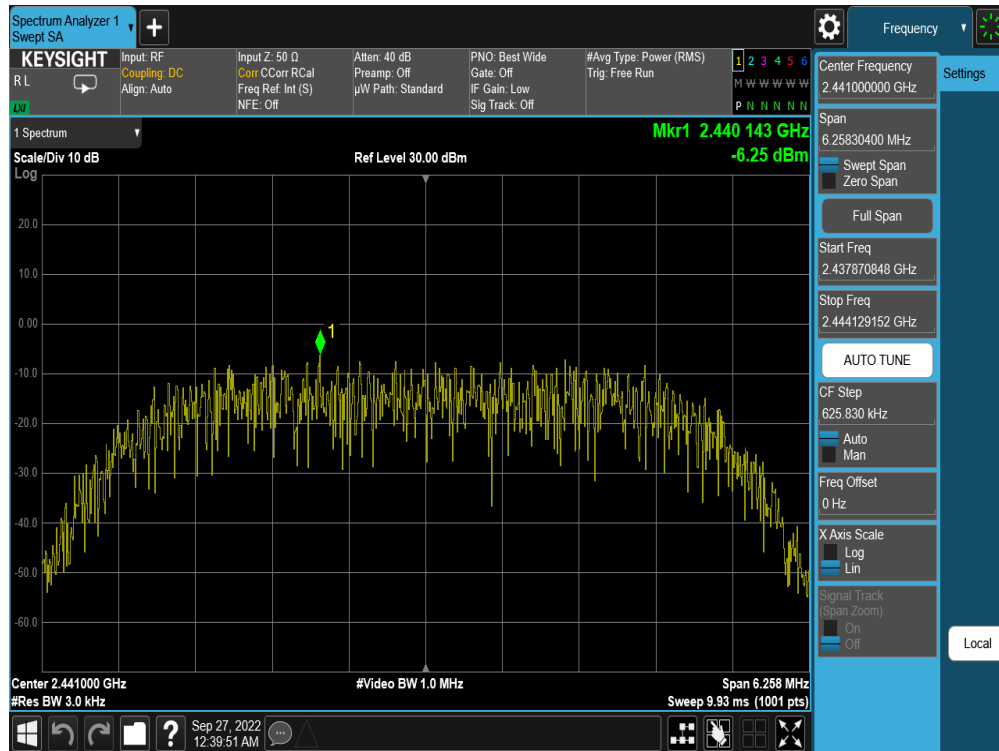 Spectrum Analyzer 1
Swept SA
Frequency
KEYSIGHT
R L
LXI
Input: RF
Coupling: DC
Align: Auto
Input Z: 50 Ω
Corr CCorr RCal
Freq Ref: Int (S)
NFE: Off
Atten: 40 dB
Preamp: Off
µW Path: Standard
PNO: Best Wide
Gate: Off
IF Gain: Low
Sig Track: Off
#Avg Type: Power (RMS)
Trig: Free Run
1 2 3 4 5 6
M W W W W W
P N N N N N
1 Spectrum
Scale/Div 10 dB
Log
Ref Level 30.00 dBm
Mkr1 2.440 143 GHz
-6.25 dBm
20.0
10.0
0.00
-10.0
-20.0
-30.0
-40.0
-50.0
-60.0
1
Center 2.441000 GHz
#Res BW 3.0 kHz
#Video BW 1.0 MHz
Span 6.258 MHz
Sweep 9.93 ms (1001 pts)
Center Frequency
2.441000000 GHz
Settings
Span
6.25830400 MHz
Swept Span
Zero Span
Full Span
Start Freq
2.437870848 GHz
Stop Freq
2.444129152 GHz
AUTO TUNE
CF Step
625.830 kHz
Auto
Man
Freq Offset
0 Hz
X Axis Scale
Log
Lin
Signal Track
(Span Zoom)
On
Off
Local
?
Sep 27, 2022
12:39:51 AM